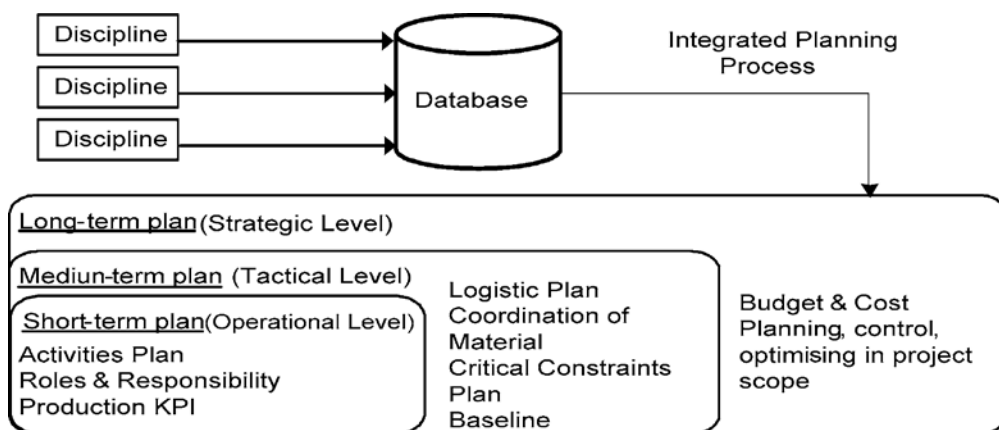 Discipline
Discipline
Discipline
Database
Integrated Planning
Process
Long-term plan(Strategic Level)
Mediun-term plan (Tactical Level)
Short-term plan(Operational Level)
Activities Plan
Roles & Responsibility
Production KPI
Logistic Plan
Coordination of
Material
Critical Constraints
Plan
Baseline
Budget & Cost
Planning, control,
optimising in project
scope